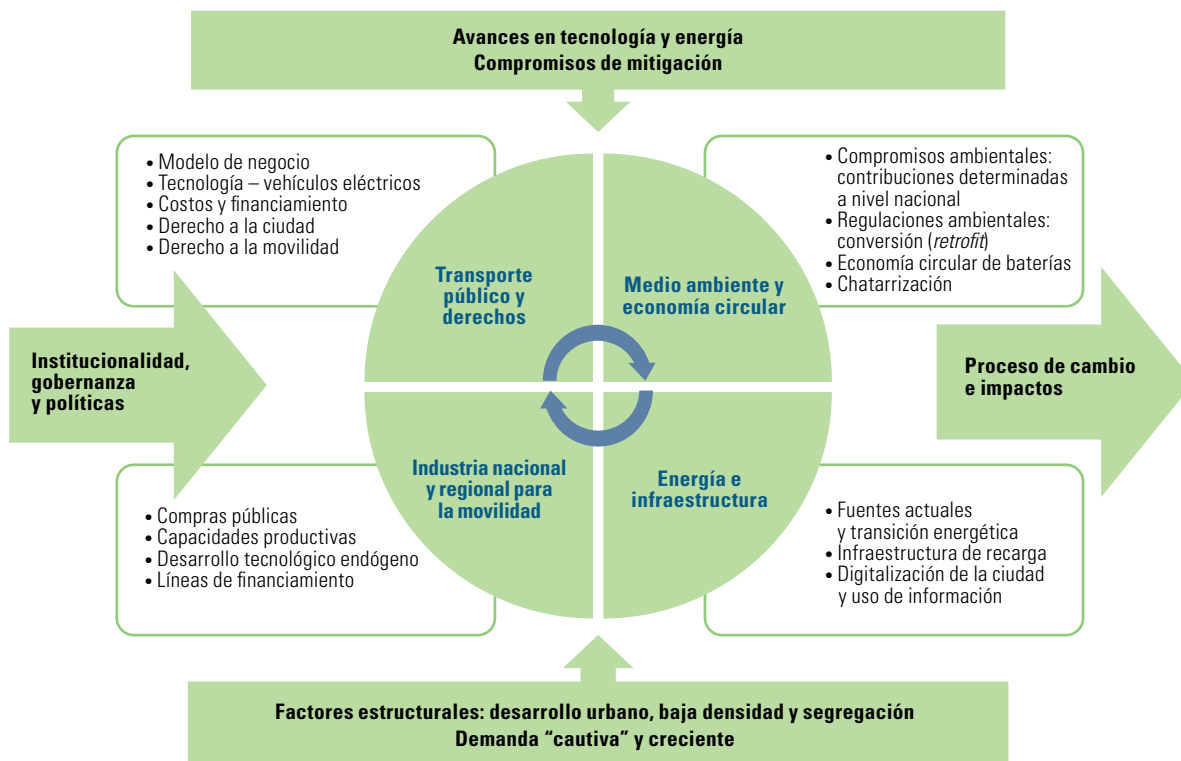 Avances en tecnología y energía
Compromisos de mitigación
• Modelo de negocio
• Tecnología – vehículos eléctricos
• Costos y financiamiento
• Derecho a la ciudad
• Derecho a la movilidad
• Compromisos ambientales:
contribuciones determinadas
a nivel nacional
• Regulaciones ambientales:
conversión (retrofit)
• Economía circular de baterías
• Chatarrización
Transporte
público y
derechos
Medio ambiente y
economía circular
Institucionalidad,
gobernanza
y políticas
Proceso de cambio
e impactos
Industria nacional
y regional para
la movilidad
Energía e
infraestructura
• Compras públicas
• Capacidades productivas
• Desarrollo tecnológico endógeno
• Líneas de financiamiento
• Fuentes actuales
y transición energética
• Infraestructura de recarga
• Digitalización de la ciudad
y uso de información
Factores estructurales: desarrollo urbano, baja densidad y segregación
Demanda “cautiva” y creciente